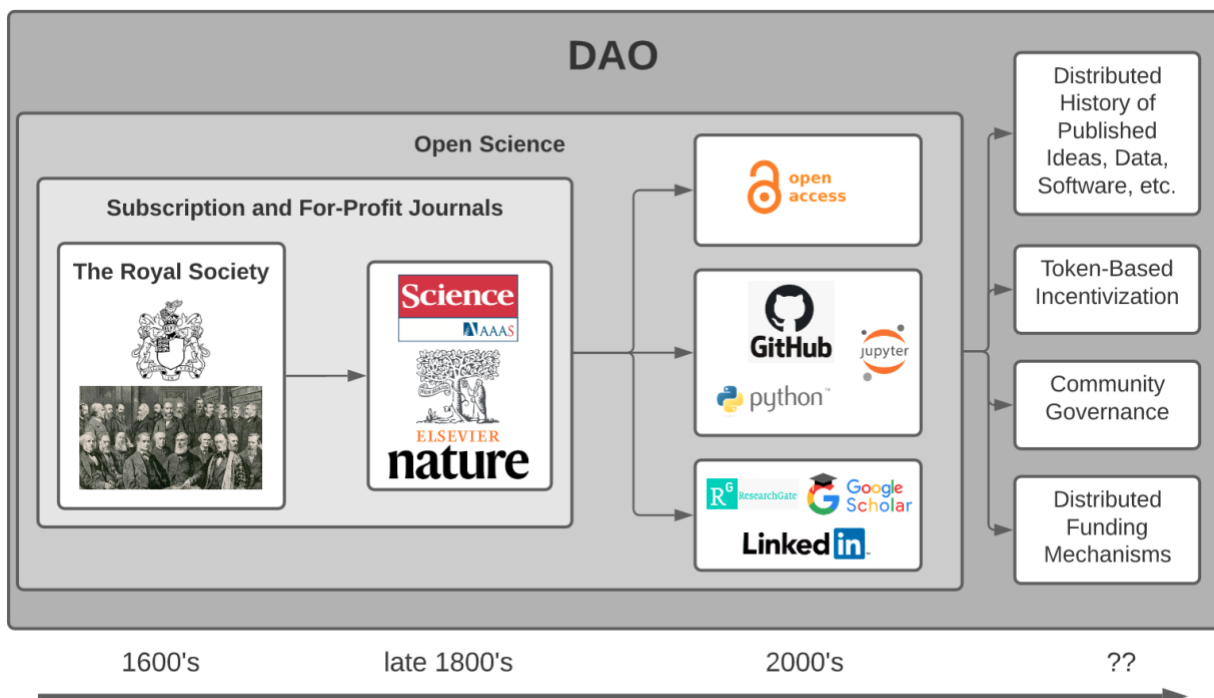 DAO
Open Science
Subscription and For-Profit Journals
The Royal Society
Science
AAAS
ELSEVIER
nature
open
access
GitHub
jupyter
python™
RG ResearchGate
Google
Scholar
LinkedIn
Distributed
History of
Published
Ideas, Data,
Software, etc.
Token-Based
Incentivization
Community
Governance
Distributed
Funding
Mechanisms
1600's
late 1800's
2000's
??